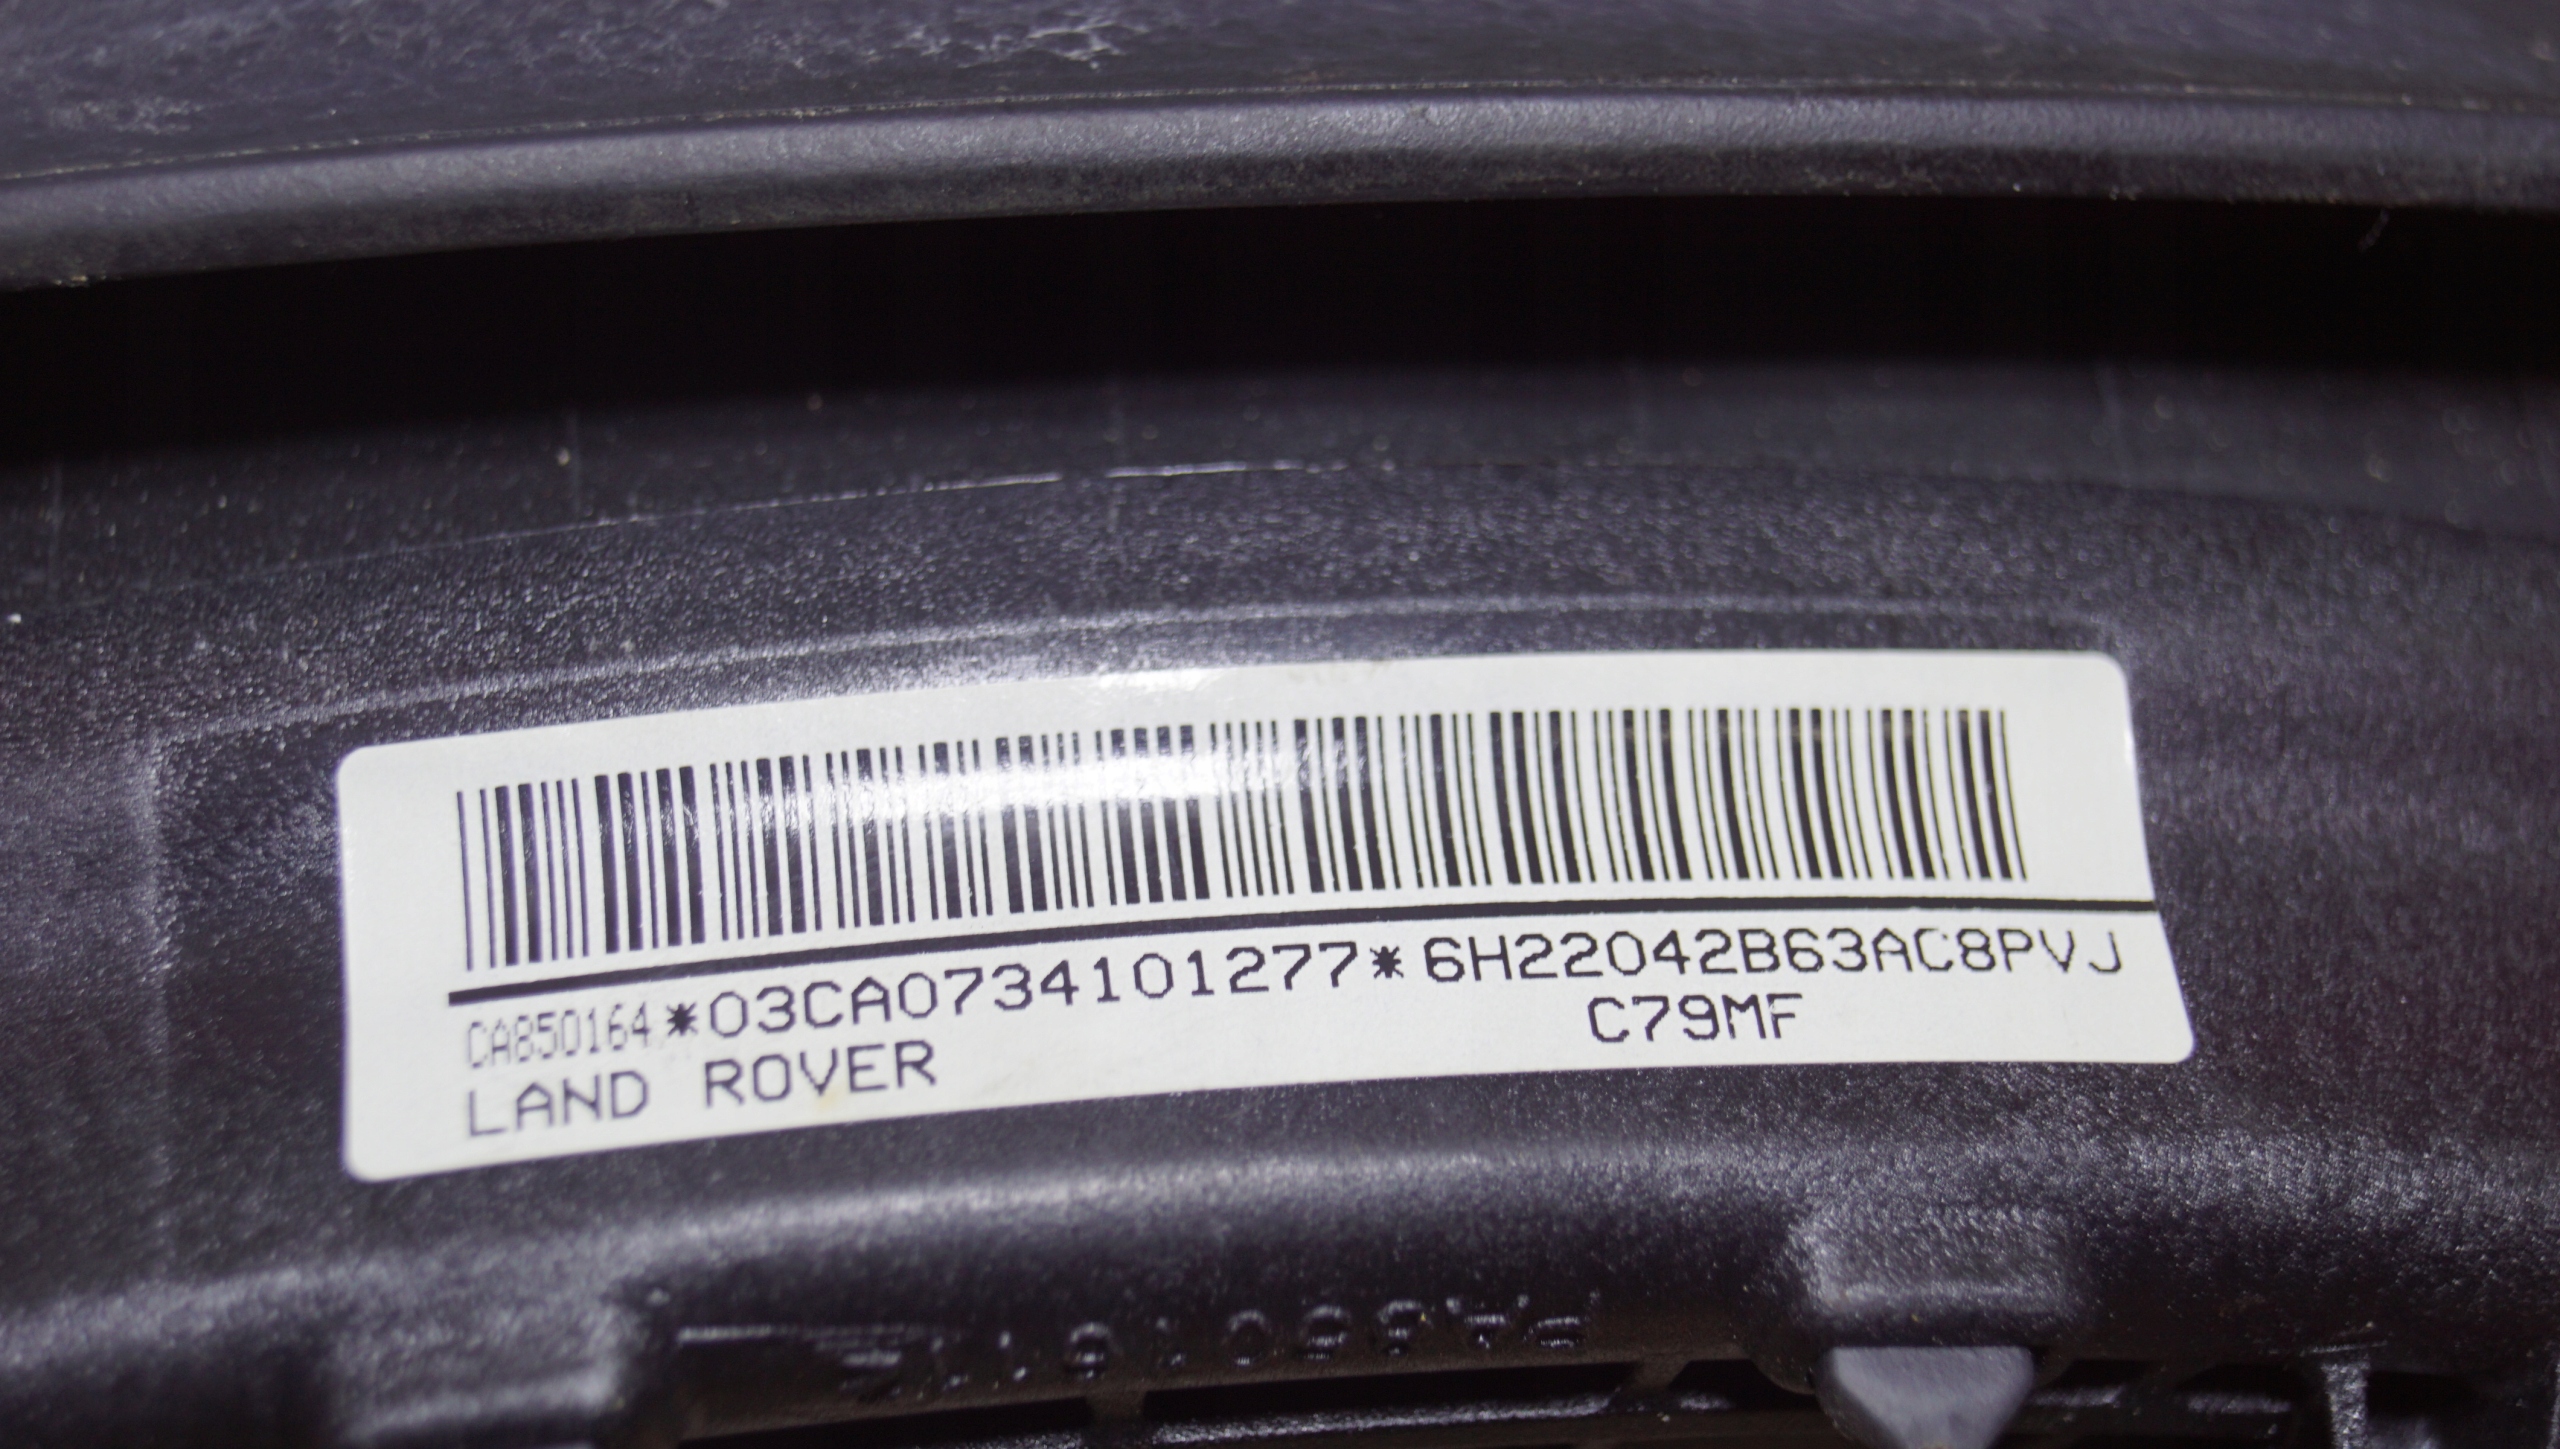 CA850164*03CA0734101277*6H22042B63AC8PVJ
LAND ROVER C79MF